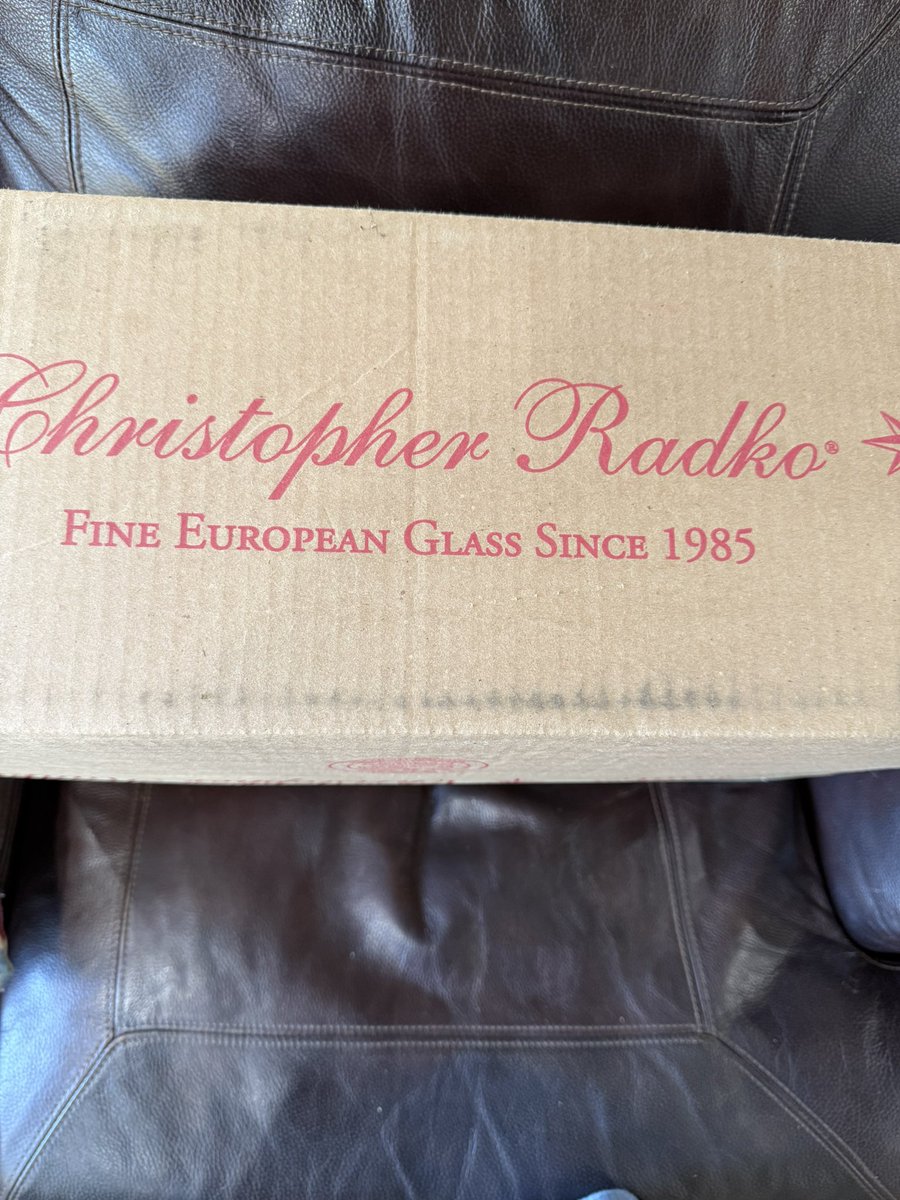 Christopher Radko®
FINE EUROPEAN GLASS SINCE 1985